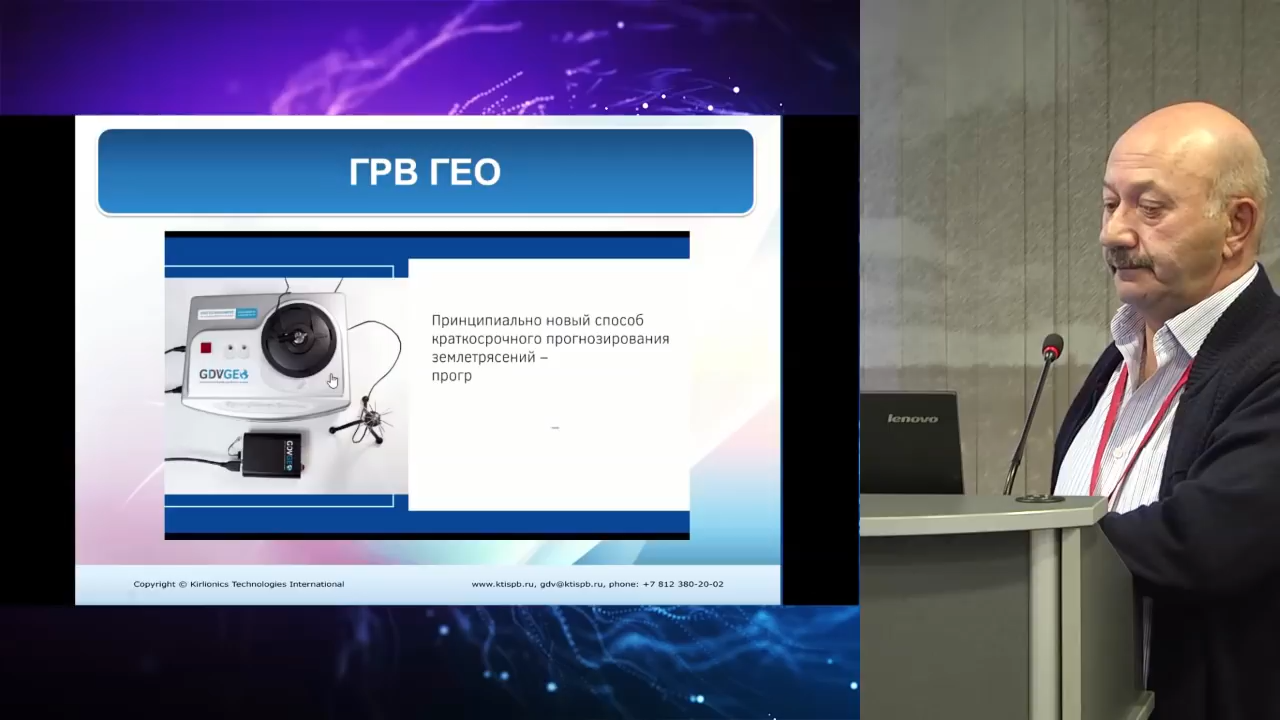 ГРВ ГЕО
Принципиально новый способ
краткосрочного прогнозирования
землетрясений –
прогр
–
GDVGEO
GDVGEO
Copyright © Kirlionics Technologies International
www.ktispb.ru, gdv@ktispb.ru, phone: +7 812 380-20-02
lenovo